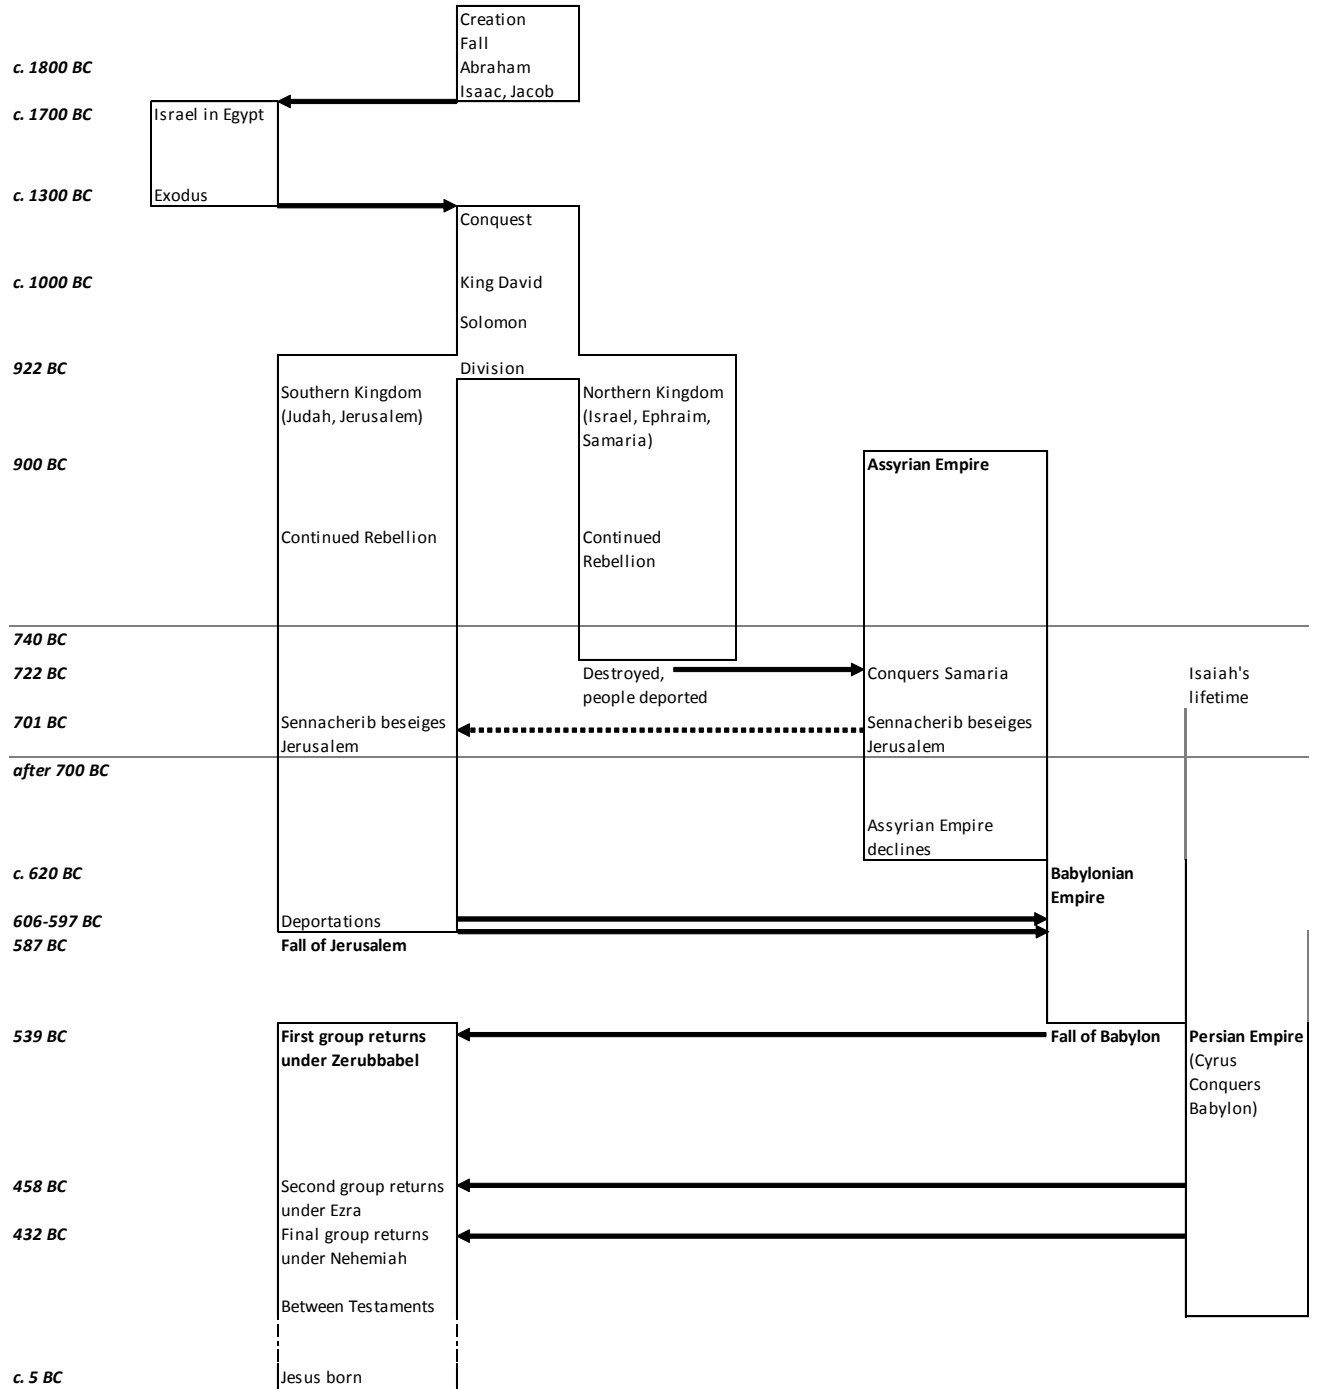 Creation
Fall
c. 1800 BC Abraham
Isaac, Jacob
c. 1700 BC Israel in Egypt
c. 1300 BC Exodus
Conquest
c. 1000 BC King David
Solomon
922 BC Division
Southern Kingdom
(Judah, Jerusalem)
Northern Kingdom
(Israel, Ephraim,
Samaria)
900 BC Assyrian Empire
Continued Rebellion
Continued
Rebellion
740 BC
722 BC
Destroyed,
people deported
Conquers Samaria
Isaiah's
lifetime
701 BC
Sennacherib beseiges
Jerusalem
Sennacherib beseiges
Jerusalem
after 700 BC
Assyrian Empire
declines
c. 620 BC
Babylonian
Empire
606-597 BC Deportations
587 BC Fall of Jerusalem
539 BC
First group returns
under Zerubbabel
Fall of Babylon
Persian Empire
(Cyrus
Conquers
Babylon)
458 BC
Second group returns
under Ezra
432 BC
Final group returns
under Nehemiah
Between Testaments
c. 5 BC Jesus born